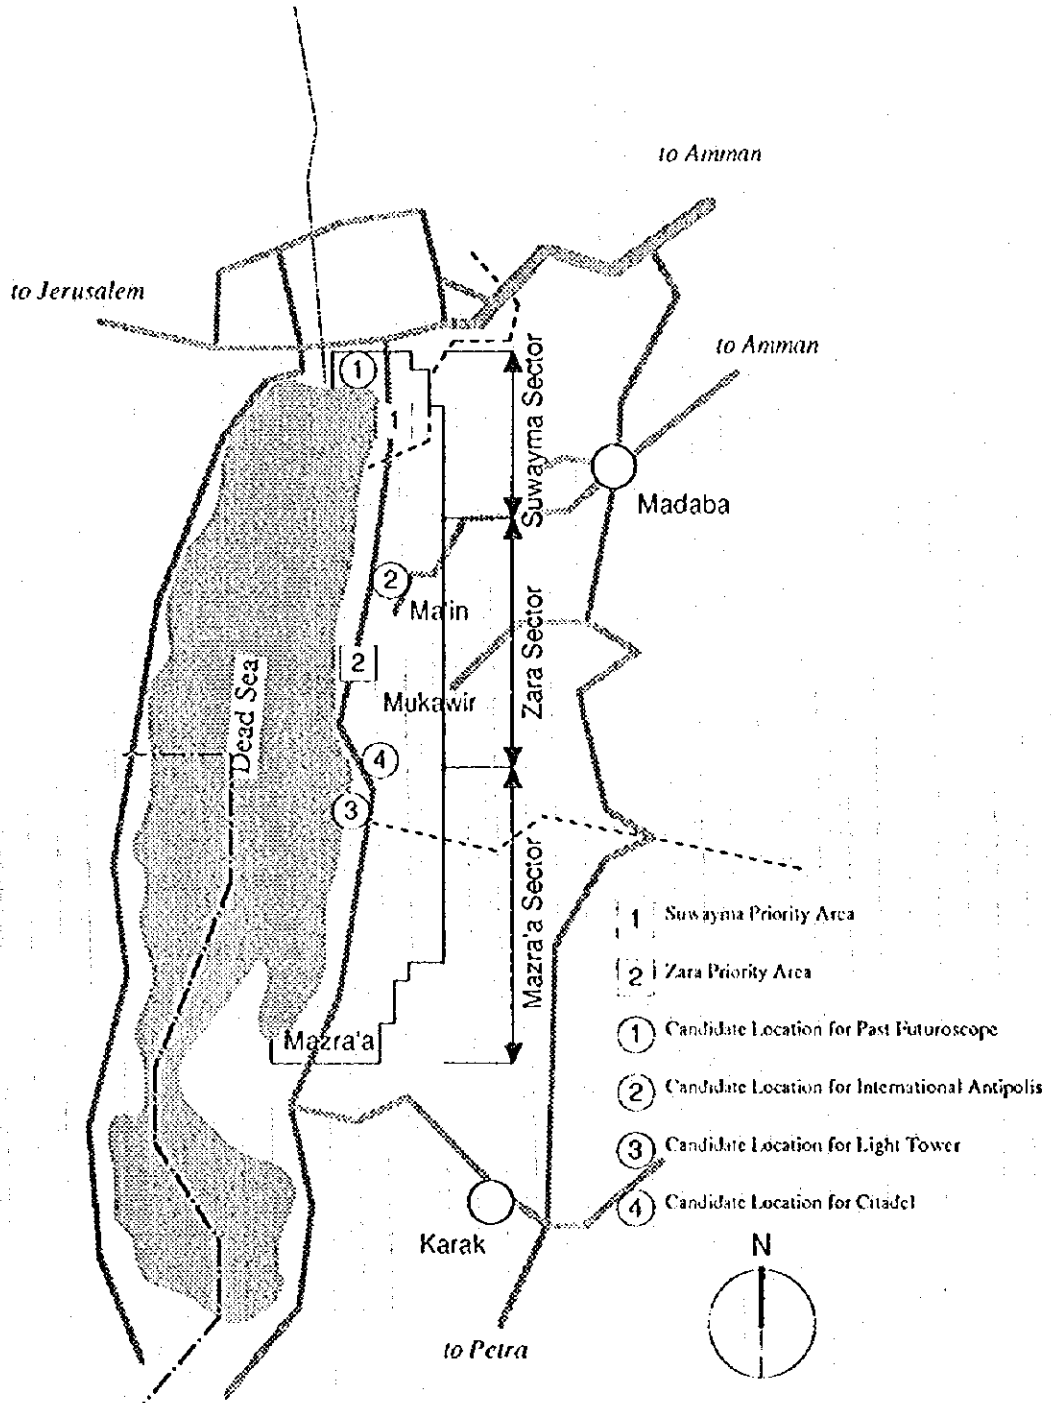 to Amman
to Jerusalem
to Amman
1
1
Suwayma Sector
Madaba
2
Ma'in
Zara Sector
2
Mukawir
Dead Sea
4
3
Mazra'a Sector
1 Suwayma Priority Area
2 Zara Priority Area
1 Candidate Location for Past Futuroscope
Mazra'a
2 Candidate Location for International Antipolis
3 Candidate Location for Light Tower
4 Candidate Location for Citadel
Karak
N
to Petra